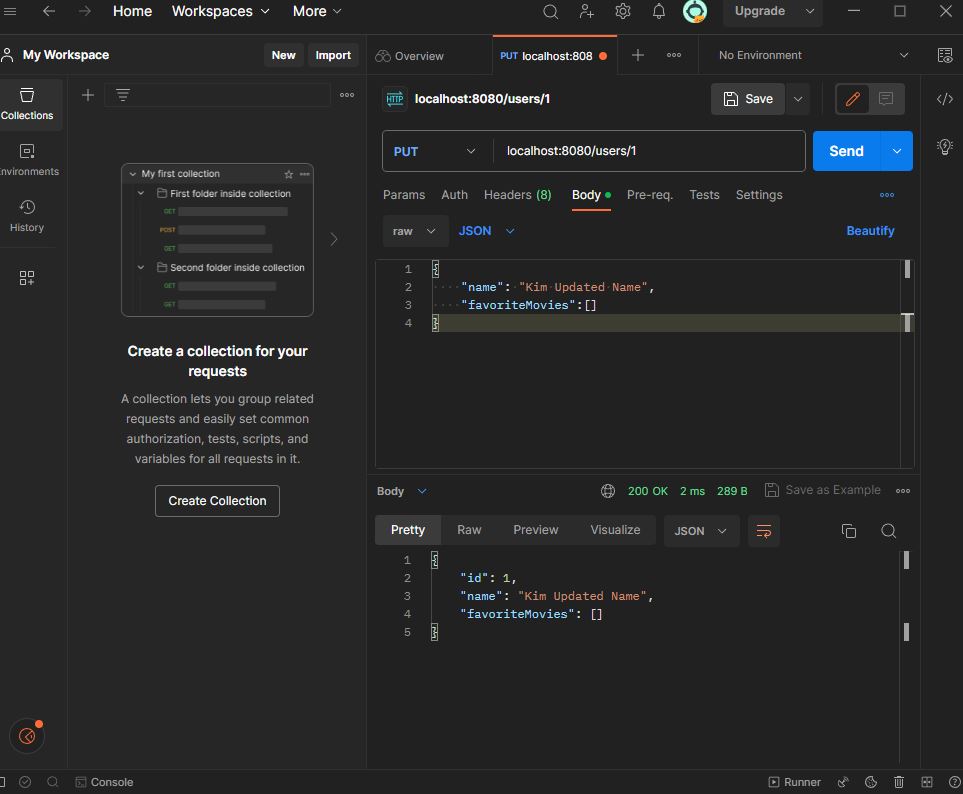 Home Workspaces More Upgrade
My Workspace New Import Overview PUT localhost:808 No Environment
HTTP localhost:8080/users/1 Save
Collections
PUT localhost:8080/users/1 Send
nvironments
My first collection
First folder inside collection
GET
POST
GET
Second folder inside collection
GET
GET
History
Params Auth Headers (8) Body Pre-req. Tests Settings
raw JSON Beautify
1 {
2 "name": "Kim Updated Name",
3 "favoriteMovies":[]
4 }
Create a collection for your
requests
A collection lets you group related
requests and easily set common
authorization, tests, scripts, and
variables for all requests in it.
Create Collection
Body 200 OK 2 ms 289 B Save as Example
Pretty Raw Preview Visualize JSON
1 {
2 "id": 1,
3 "name": "Kim Updated Name",
4 "favoriteMovies": []
5 }
Console Runner